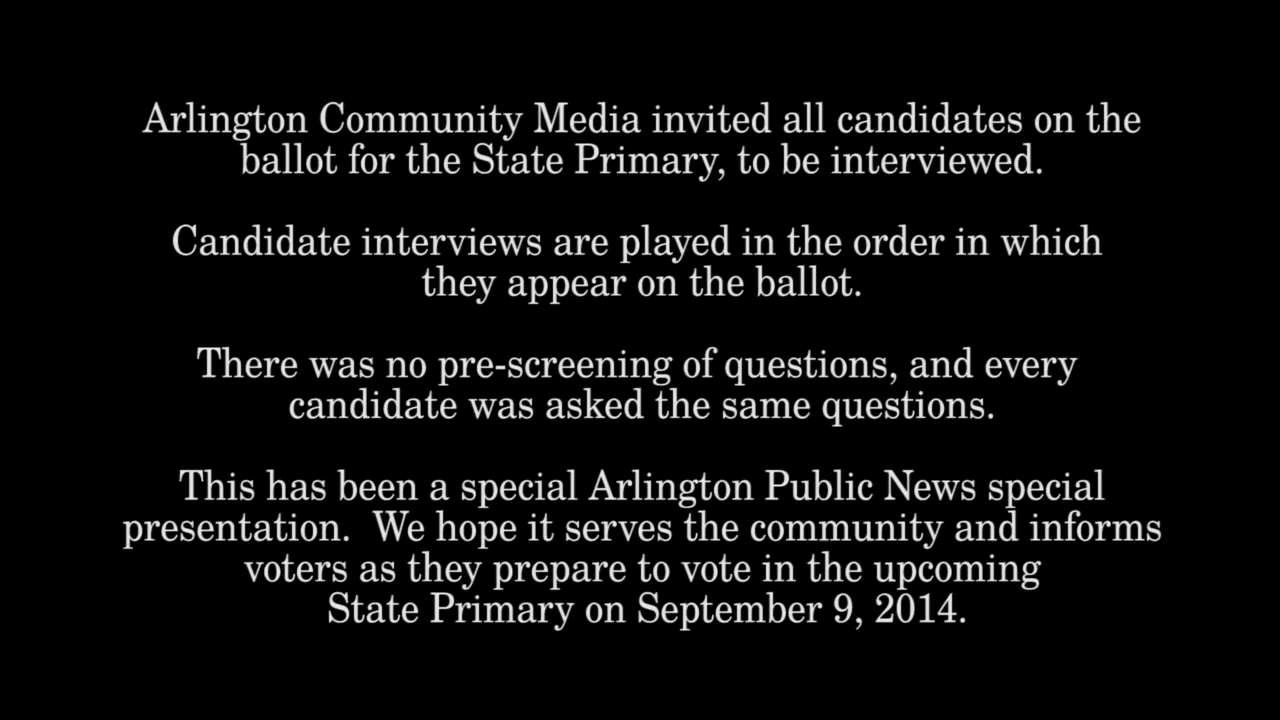 Arlington Community Media invited all candidates on the
ballot for the State Primary, to be interviewed.
Candidate interviews are played in the order in which
they appear on the ballot.
There was no pre-screening of questions, and every
candidate was asked the same questions.
This has been a special Arlington Public News special
presentation.  We hope it serves the community and informs
voters as they prepare to vote in the upcoming
State Primary on September 9, 2014.